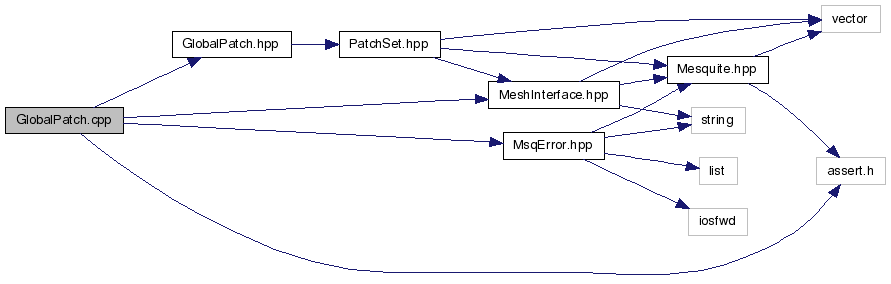 vector
GlobalPatch.hpp
PatchSet.hpp
Mesquite.hpp
MeshInterface.hpp
GlobalPatch.cpp
string
MsqError.hpp
list
assert.h
iosfwd